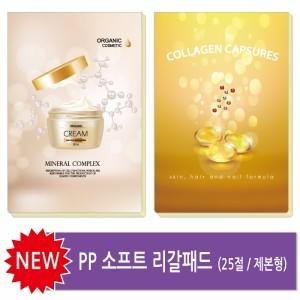 ORGANIC
COSMETIC
CREAM
MINERAL COMPLEX
COLLAGEN CAPSURES
skin, hair and nail formula
NEW
PP 소프트 리갈패드 (25절 / 제본형)